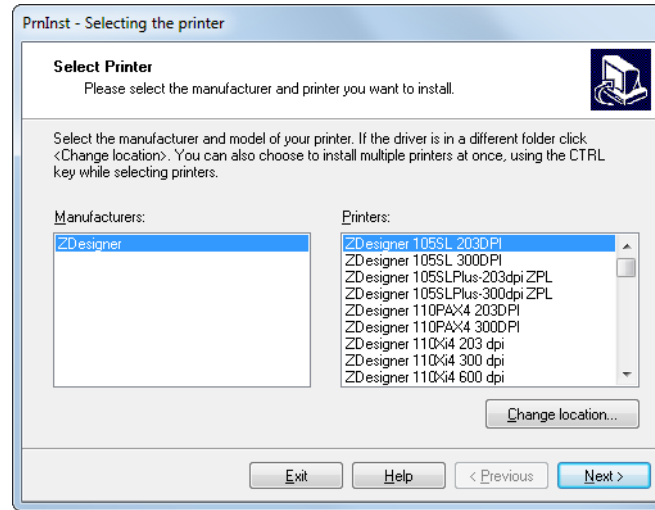 PrnInst - Selecting the printer
Select Printer
Please select the manufacturer and printer you want to install.
Select the manufacturer and model of your printer. If the driver is in a different folder click
<Change location>. You can also choose to install multiple printers at once, using the CTRL
key while selecting printers.
Manufacturers:
ZDesigner
Printers:
ZDesigner 105SL 203DPI
ZDesigner 105SL 300DPI
ZDesigner 105SLPlus-203dpi ZPL
ZDesigner 105SLPlus-300dpi ZPL
ZDesigner 110PAX4 203DPI
ZDesigner 110PAX4 300DPI
ZDesigner 110Xi4 203 dpi
ZDesigner 110Xi4 300 dpi
ZDesigner 110Xi4 600 dpi
Change location...
Exit Help < Previous Next >